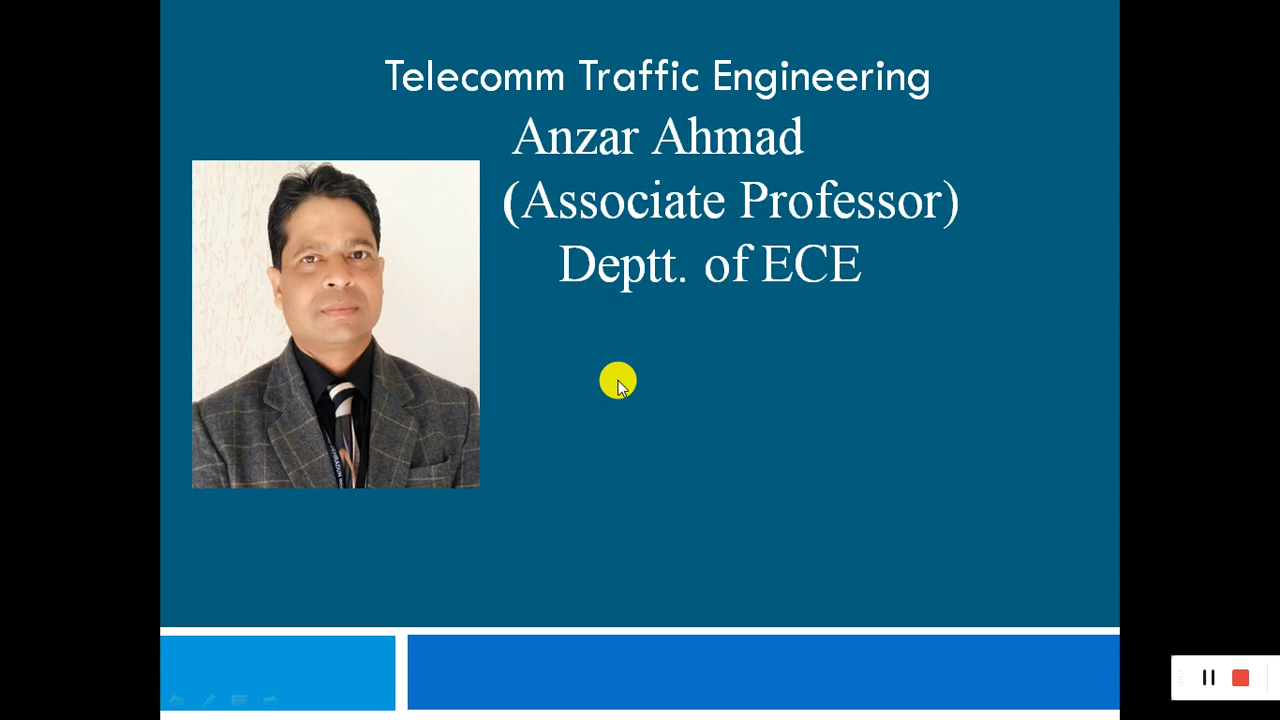 Telecomm Traffic Engineering
Anzar Ahmad
(Associate Professor)
Deptt. of ECE